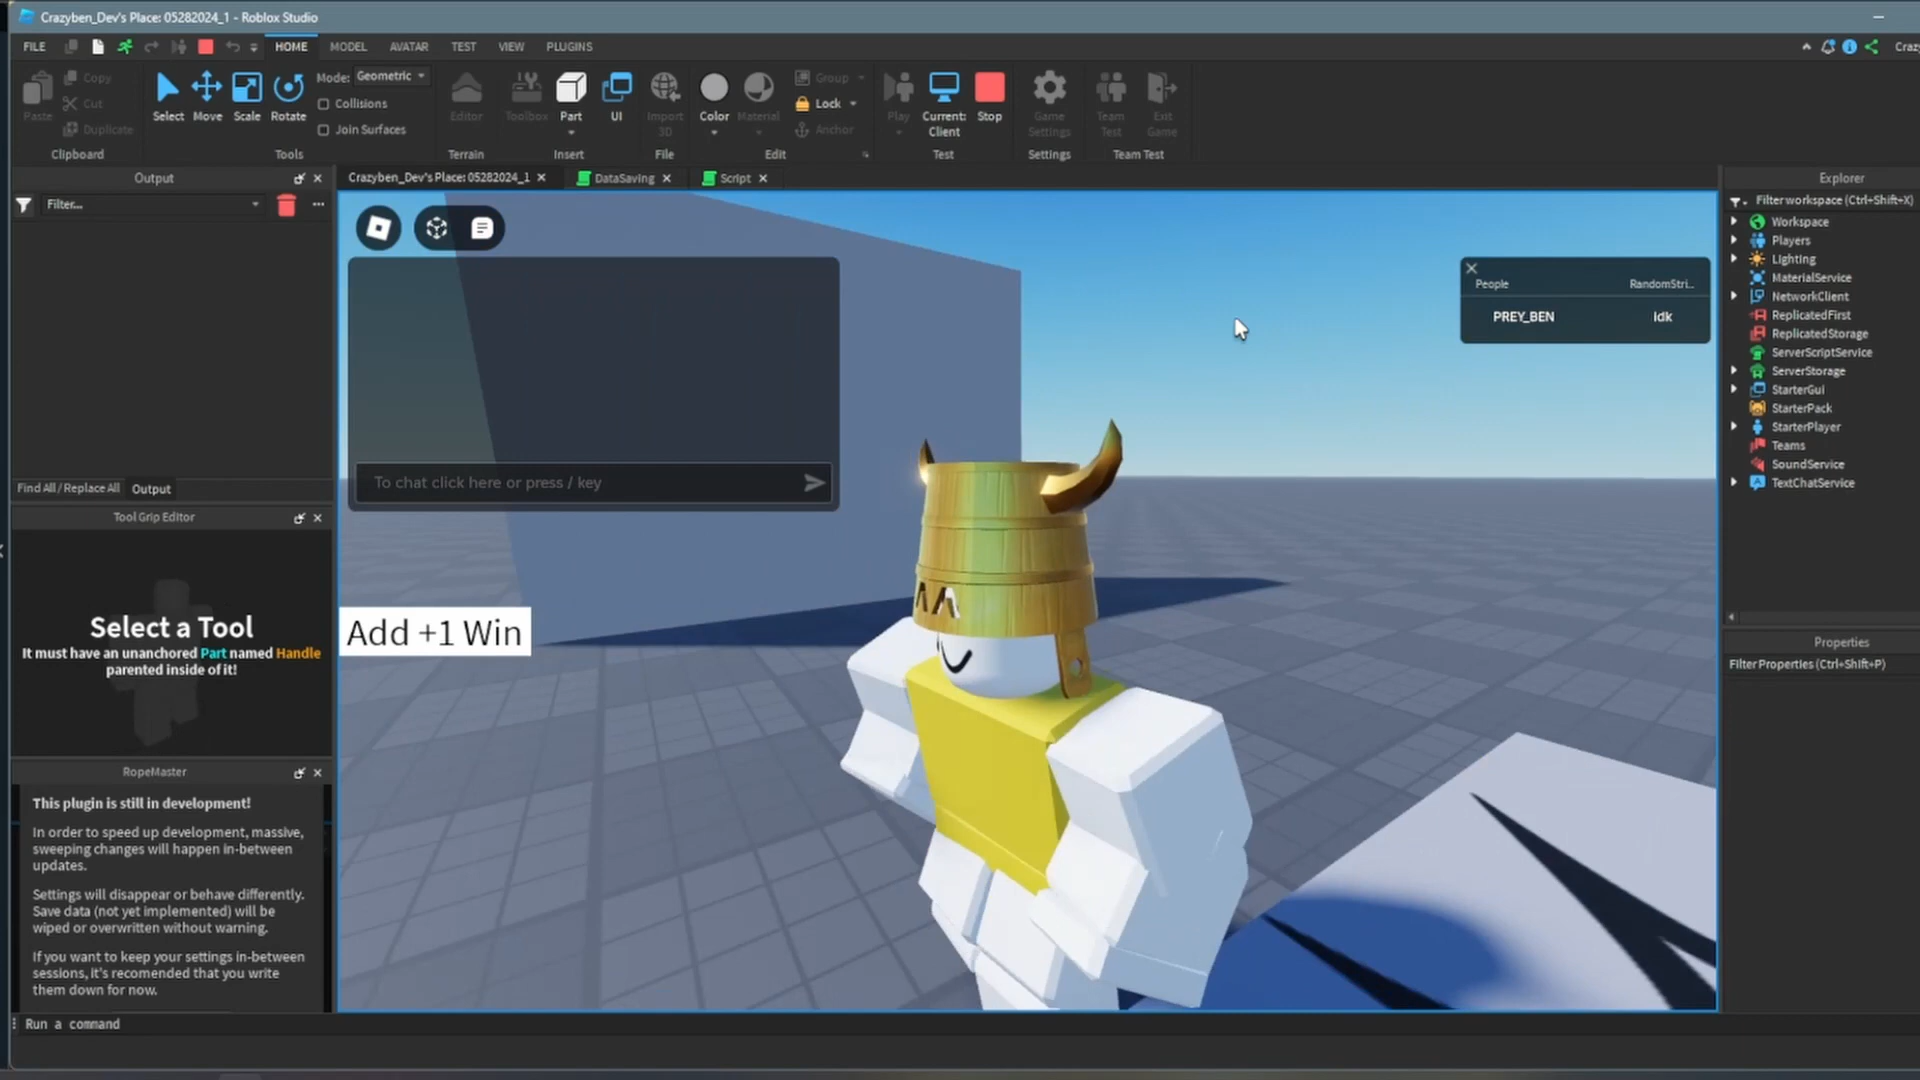 Crazyben_Dev's Place: 05282024_1 - Roblox Studio
FILE
HOME
MODEL
AVATAR
TEST
VIEW
PLUGINS
Crazy
Paste
Copy
Cut
Duplicate
Clipboard
Select
Move
Scale
Rotate
Mode: Geometric
Collisions
Join Surfaces
Tools
Editor
Terrain
Toolbox
Part
UI
Insert
Import
3D
File
Color
Material
Group
Lock
Anchor
Edit
Play
Current:
Client
Stop
Test
Game
Settings
Settings
Team
Test
Exit
Game
Team Test
Output
Filter...
Find All / Replace All
Output
Tool Grip Editor
Select a Tool
It must have an unanchored Part named Handle
parented inside of it!
RopeMaster
This plugin is still in development!
In order to speed up development, massive,
sweeping changes will happen in-between
updates.
Settings will disappear or behave differently.
Save data (not yet implemented) will be
wiped or overwritten without warning.
If you want to keep your settings in-between
sessions, it's recomended that you write
them down for now.
Run a command
Crazyben_Dev's Place: 05282024_1
DataSaving
Script
To chat click here or press / key
Add +1 Win
People
RandomStri...
PREY_BEN
idk
Explorer
Filter workspace (Ctrl+Shift+X)
Workspace
Players
Lighting
MaterialService
NetworkClient
ReplicatedFirst
ReplicatedStorage
ServerScriptService
ServerStorage
StarterGui
StarterPack
StarterPlayer
Teams
SoundService
TextChatService
Properties
Filter Properties (Ctrl+Shift+P)